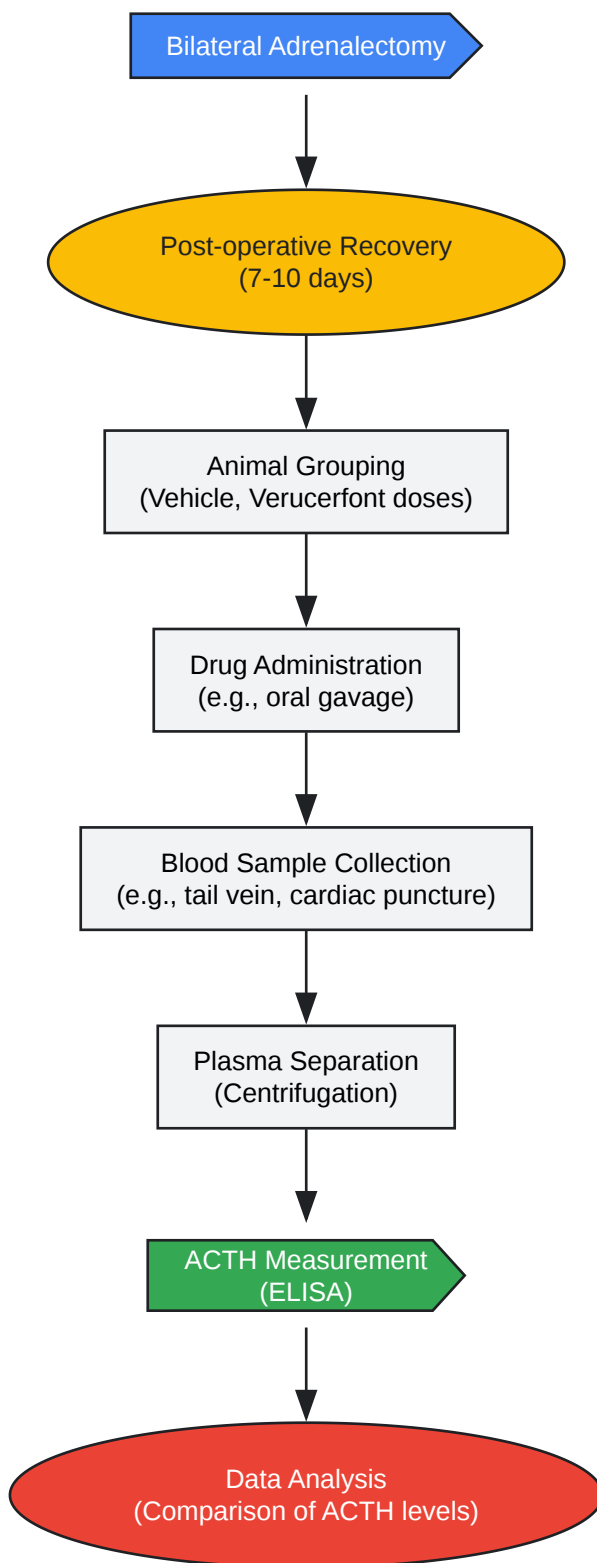 Bilateral Adrenalectomy
Post-operative Recovery
(7-10 days)
Animal Grouping
(Vehicle, Verucerfont doses)
Drug Administration
(e.g., oral gavage)
Blood Sample Collection
(e.g., tail vein, cardiac puncture)
Plasma Separation
(Centrifugation)
ACTH Measurement
(ELISA)
Data Analysis
(Comparison of ACTH levels)